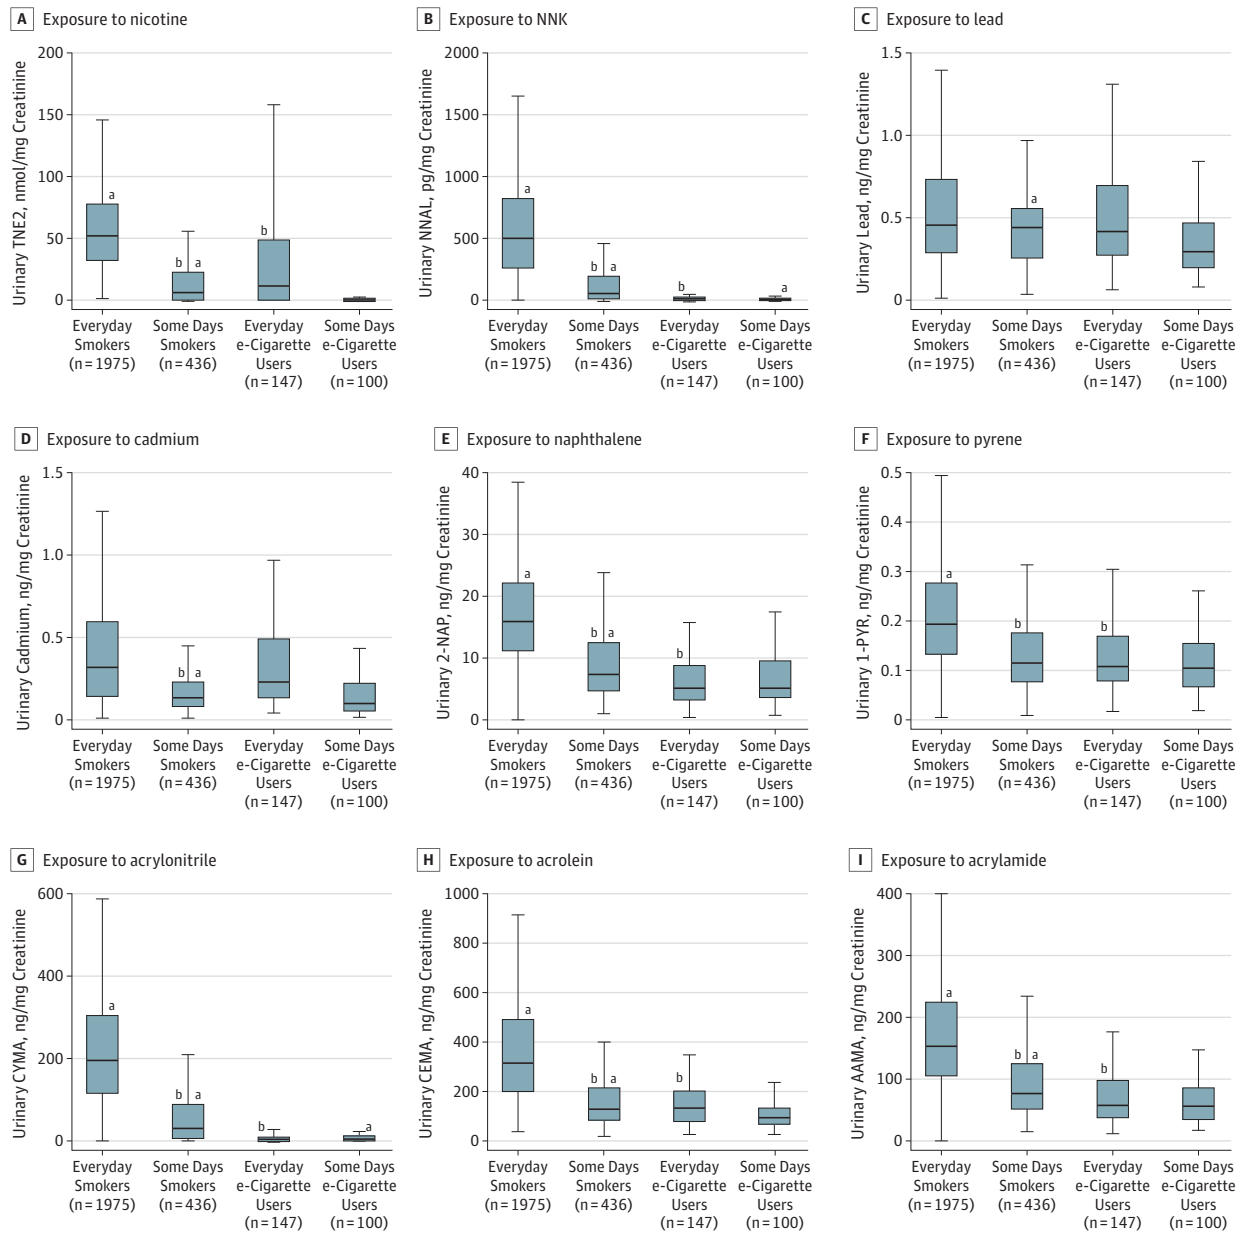 A Exposure to nicotine
Urinary TNE2, nmol/mg Creatinine
200
150
100
50
0
a
b a
b
Everyday Some Days Everyday Some Days
Smokers Smokers e-Cigarette e-Cigarette
(n=1975) (n=436) Users Users
(n=147) (n=100)
B Exposure to NNK
Urinary NNAL, pg/mg Creatinine
2000
1500
1000
500
0
a
b a
b
a
Everyday Some Days Everyday Some Days
Smokers Smokers e-Cigarette e-Cigarette
(n=1975) (n=436) Users Users
(n=147) (n=100)
C Exposure to lead
Urinary Lead, ng/mg Creatinine
1.5
1.0
0.5
0
a
Everyday Some Days Everyday Some Days
Smokers Smokers e-Cigarette e-Cigarette
(n=1975) (n=436) Users Users
(n=147) (n=100)
D Exposure to cadmium
Urinary Cadmium, ng/mg Creatinine
1.5
1.0
0.5
0
b a
Everyday Some Days Everyday Some Days
Smokers Smokers e-Cigarette e-Cigarette
(n=1975) (n=436) Users Users
(n=147) (n=100)
E Exposure to naphthalene
Urinary 2-NAP, ng/mg Creatinine
40
30
20
10
0
a
b a
b
Everyday Some Days Everyday Some Days
Smokers Smokers e-Cigarette e-Cigarette
(n=1975) (n=436) Users Users
(n=147) (n=100)
F Exposure to pyrene
Urinary 1-PYR, ng/mg Creatinine
0.5
0.4
0.3
0.2
0.1
0
a
b
b
Everyday Some Days Everyday Some Days
Smokers Smokers e-Cigarette e-Cigarette
(n=1975) (n=436) Users Users
(n=147) (n=100)
G Exposure to acrylonitrile
Urinary CYMA, ng/mg Creatinine
600
400
200
0
a
b a
b
a
Everyday Some Days Everyday Some Days
Smokers Smokers e-Cigarette e-Cigarette
(n=1975) (n=436) Users Users
(n=147) (n=100)
H Exposure to acrolein
Urinary CEMA, ng/mg Creatinine
1000
800
600
400
200
0
a
b a
b
Everyday Some Days Everyday Some Days
Smokers Smokers e-Cigarette e-Cigarette
(n=1975) (n=436) Users Users
(n=147) (n=100)
I Exposure to acrylamide
Urinary AAMA, ng/mg Creatinine
400
300
200
100
0
a
b a
b
Everyday Some Days Everyday Some Days
Smokers Smokers e-Cigarette e-Cigarette
(n=1975) (n=436) Users Users
(n=147) (n=100)